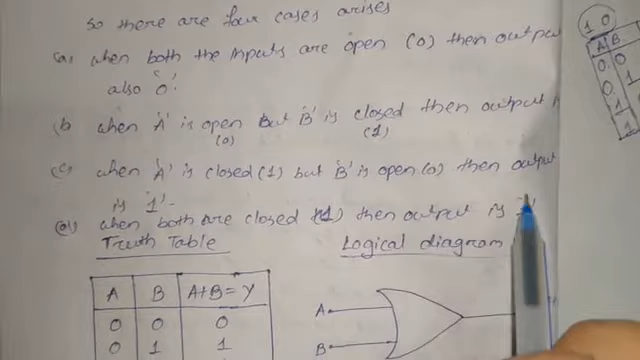 so there are four cases arises
(a) when both the inputs are open (0) then output
also '0'.
(b) when 'A' is open but 'B' is closed then output
(0) (1)
(c) when 'A' is closed (1) but 'B' is open (0) then output
is '1'-
(d) when both are closed (1) then output is
Truth Table
Logical diagram
A B A+B=Y
0 0 0
0 1 1
A
B
1 0
A B
0 0
0 1
1
1